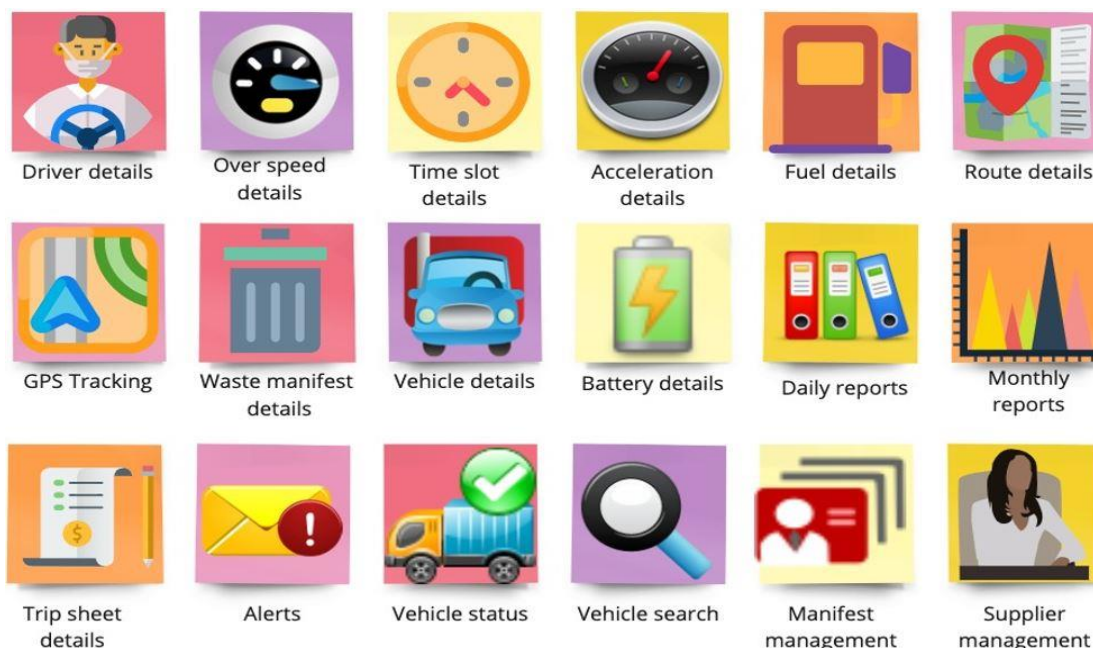 Driver details
Over speed
details
Time slot
details
Acceleration
details
Fuel details
Route details
GPS Tracking
Waste manifest
details
Vehicle details
Battery details
Daily reports
Monthly
reports
Trip sheet
details
Alerts
Vehicle status
Vehicle search
Manifest
management
Supplier
management